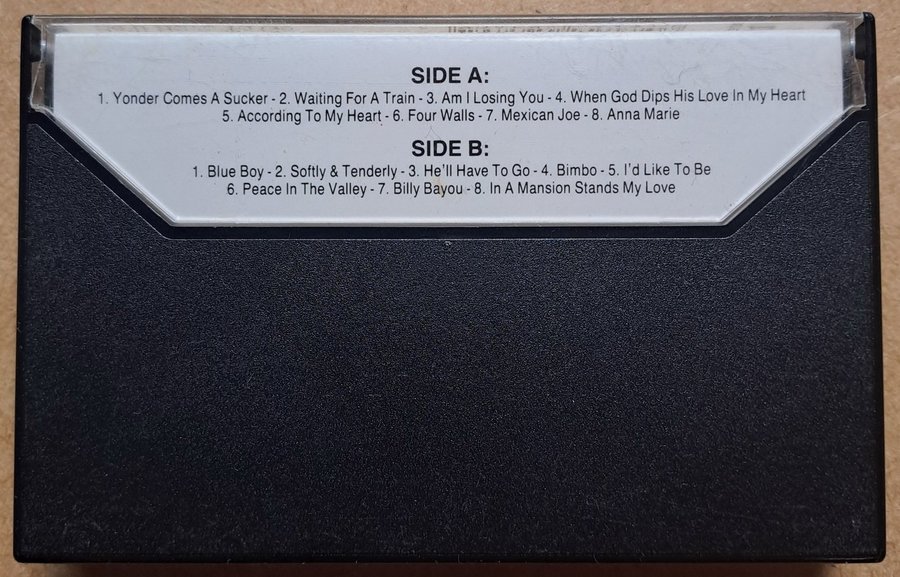 SIDE A:
1. Yonder Comes A Sucker - 2. Waiting For A Train - 3. Am I Losing You - 4. When God Dips His Love In My Heart
5. According To My Heart - 6. Four Walls - 7. Mexican Joe - 8. Anna Marie
SIDE B:
1. Blue Boy - 2. Softly & Tenderly - 3. He'll Have To Go - 4. Bimbo - 5. I'd Like To Be
6. Peace In The Valley - 7. Billy Bayou - 8. In A Mansion Stands My Love